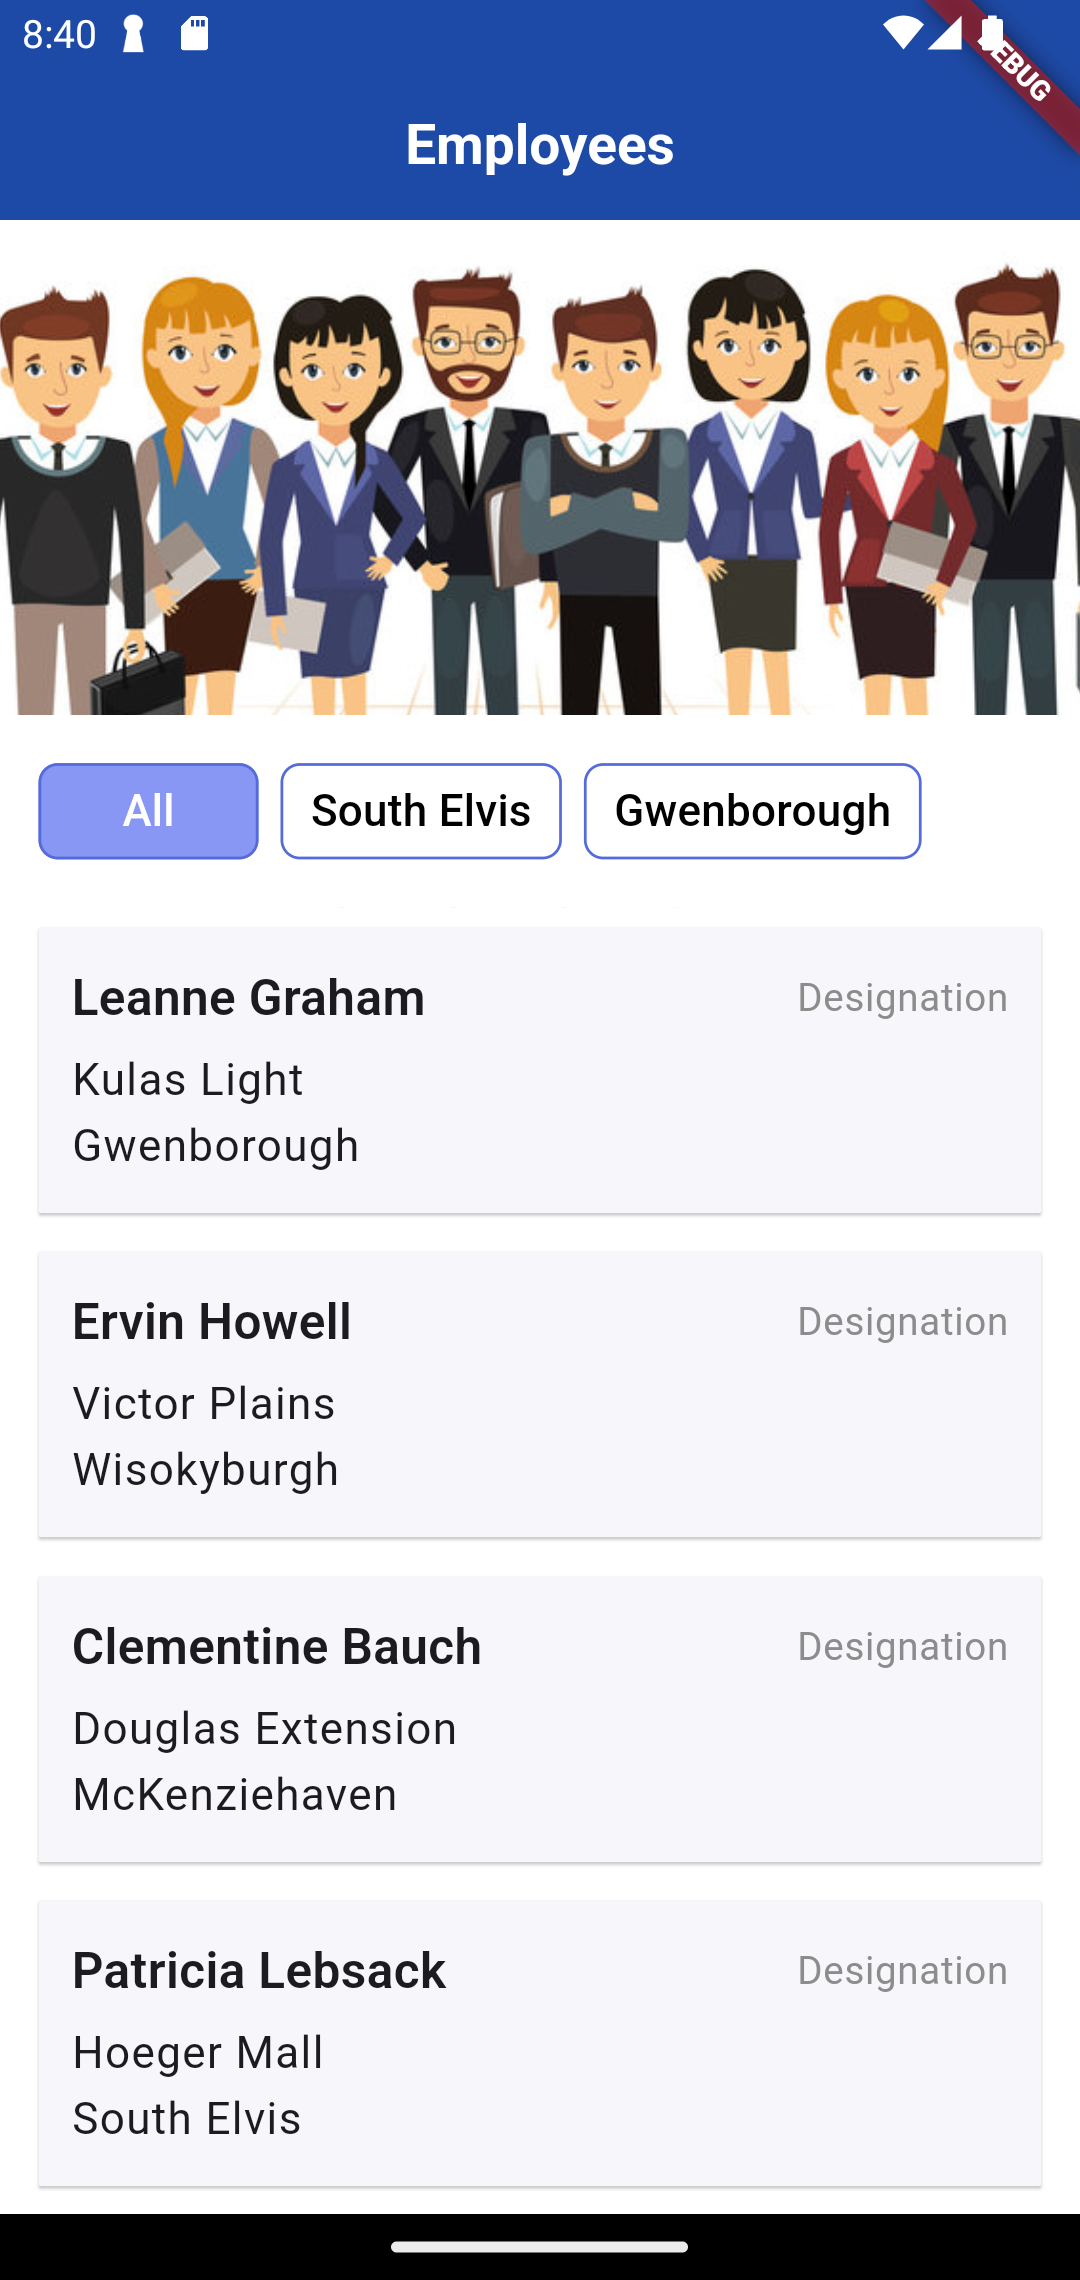 8:40
EBUG
Employees
All
South Elvis
Gwenborough
Leanne Graham
Designation
Kulas Light
Gwenborough
Ervin Howell
Designation
Victor Plains
Wisokyburgh
Clementine Bauch
Designation
Douglas Extension
McKenziehaven
Patricia Lebsack
Designation
Hoeger Mall
South Elvis